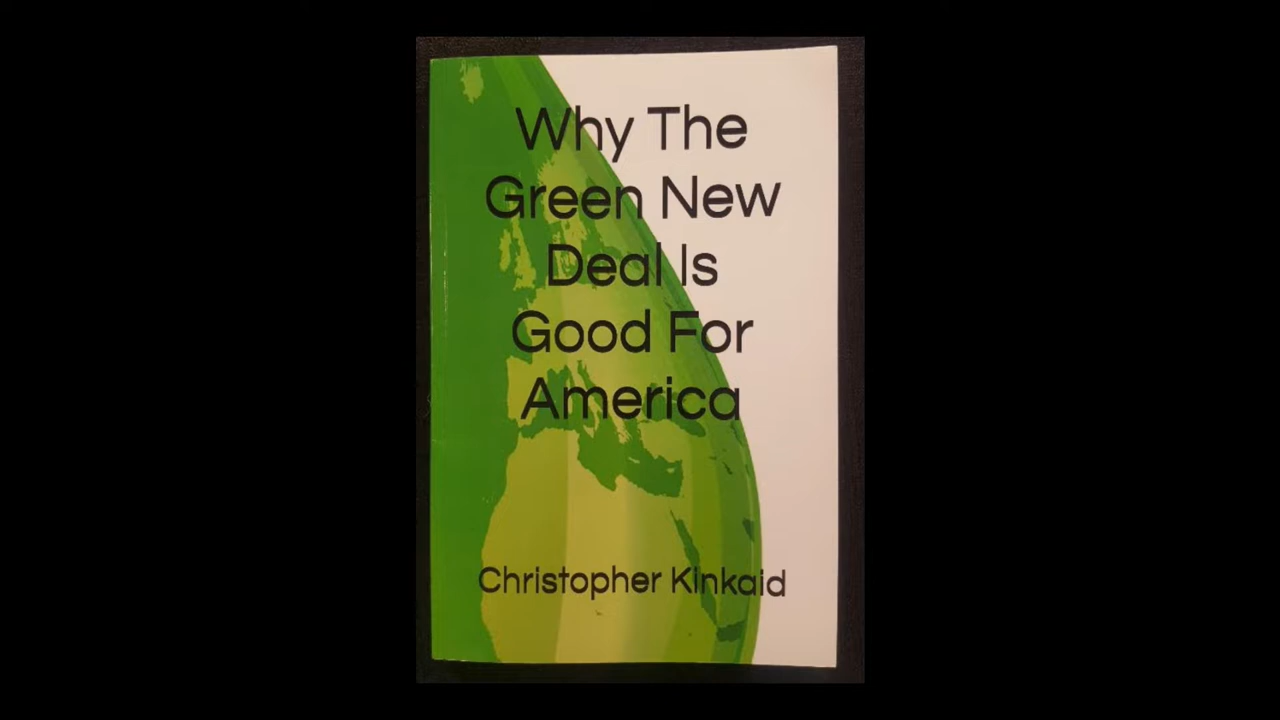 Why The
Green New
Deal Is
Good For
America
Christopher Kinkaid